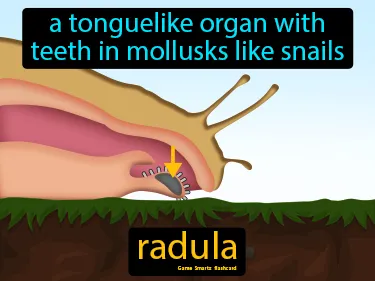 a tonguelike organ with
teeth in mollusks like snails
radula
Game Smartz flashcard